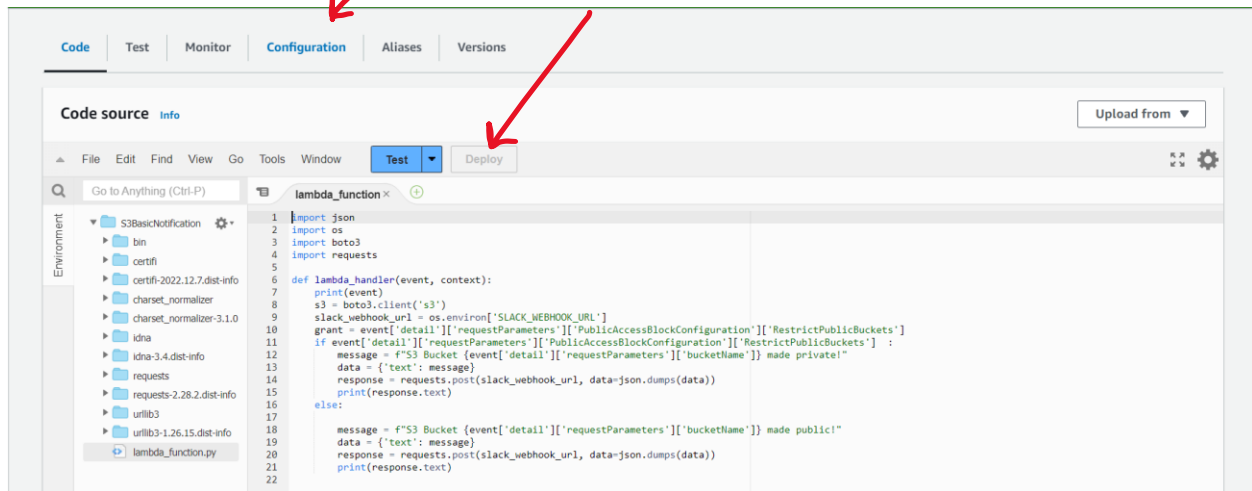 Code Test Monitor Configuration Aliases Versions
Code source Info Upload from
File Edit Find View Go Tools Window Test Deploy
Go to Anything (Ctrl-P) lambda_function
Environment
S3BasicNotification
bin
certifi
certifi-2022.12.7.dist-info
charset_normalizer
charset_normalizer-3.1.0
idna
idna-3.4.dist-info
requests
requests-2.28.2.dist-info
urllib3
urllib3-1.26.15.dist-info
lambda_function.py
1 import json
2 import os
3 import boto3
4 import requests
5
6 def lambda_handler(event, context):
7     print(event)
8     s3 = boto3.client('s3')
9     slack_webhook_url = os.environ['SLACK_WEBHOOK_URL']
10     grant = event['detail']['requestParameters']['PublicAccessBlockConfiguration']['RestrictPublicBuckets']
11     if event['detail']['requestParameters']['PublicAccessBlockConfiguration']['RestrictPublicBuckets']  :
12         message = f"S3 Bucket {event['detail']['requestParameters']['bucketName']} made private!"
13         data = {'text': message}
14         response = requests.post(slack_webhook_url, data=json.dumps(data))
15         print(response.text)
16     else:
17
18         message = f"S3 Bucket {event['detail']['requestParameters']['bucketName']} made public!"
19         data = {'text': message}
20         response = requests.post(slack_webhook_url, data=json.dumps(data))
21         print(response.text)
22